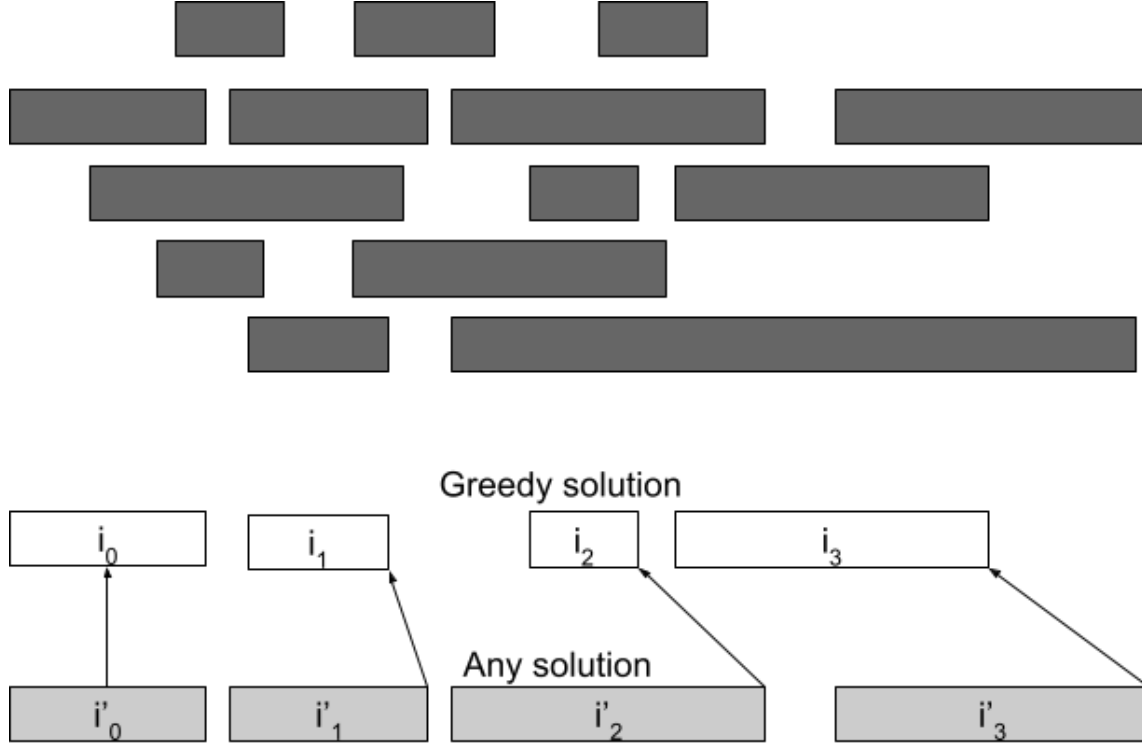 Greedy solution
i₀ i₁ i₂ i₃
Any solution
i'₀ i'₁ i'₂ i'₃